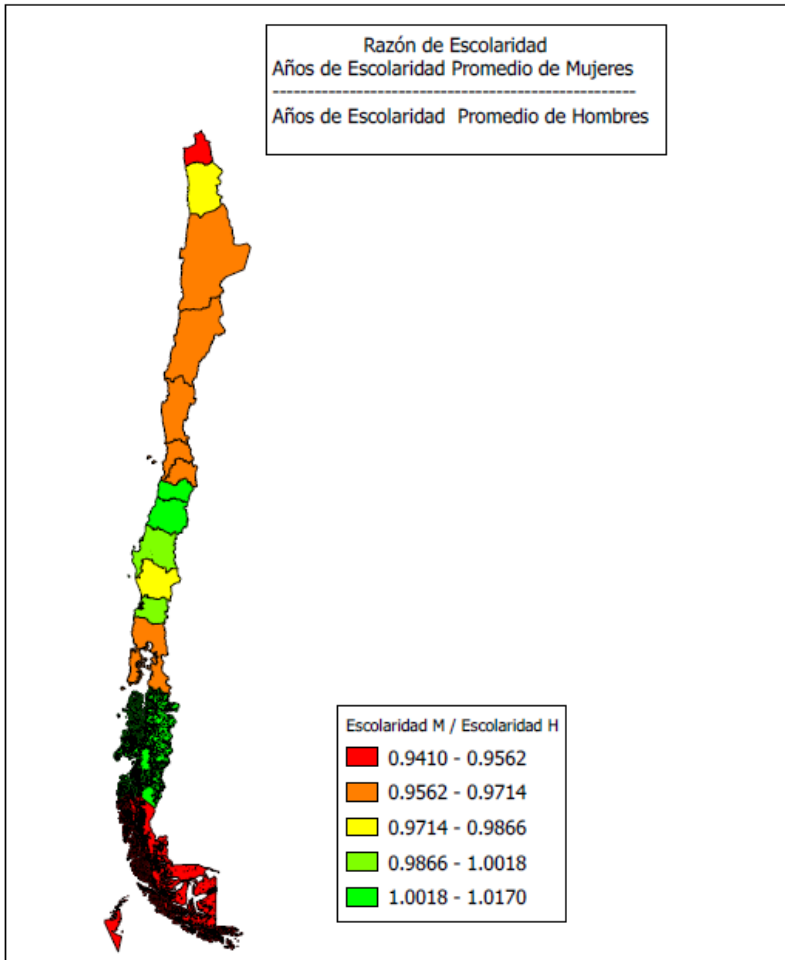 Razón de Escolaridad
Años de Escolaridad Promedio de Mujeres
----------------------------------------------------
Años de Escolaridad Promedio de Hombres
Escolaridad M / Escolaridad H
0.9410 - 0.9562
0.9562 - 0.9714
0.9714 - 0.9866
0.9866 - 1.0018
1.0018 - 1.0170